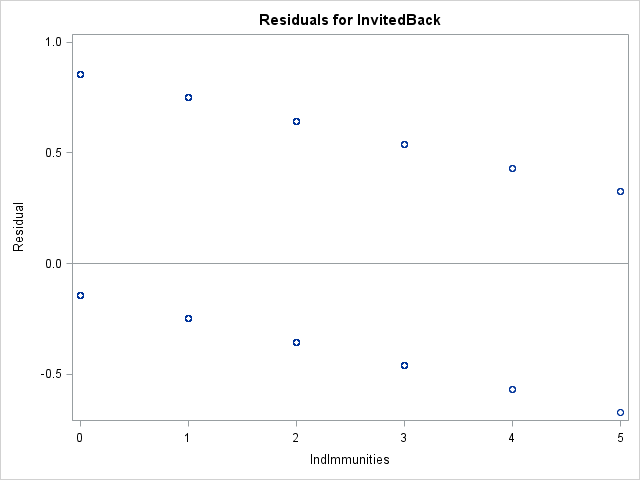 Residuals for InvitedBack
1.0
0.5
0.0
-0.5
Residual
0 1 2 3 4 5
IndImmunities